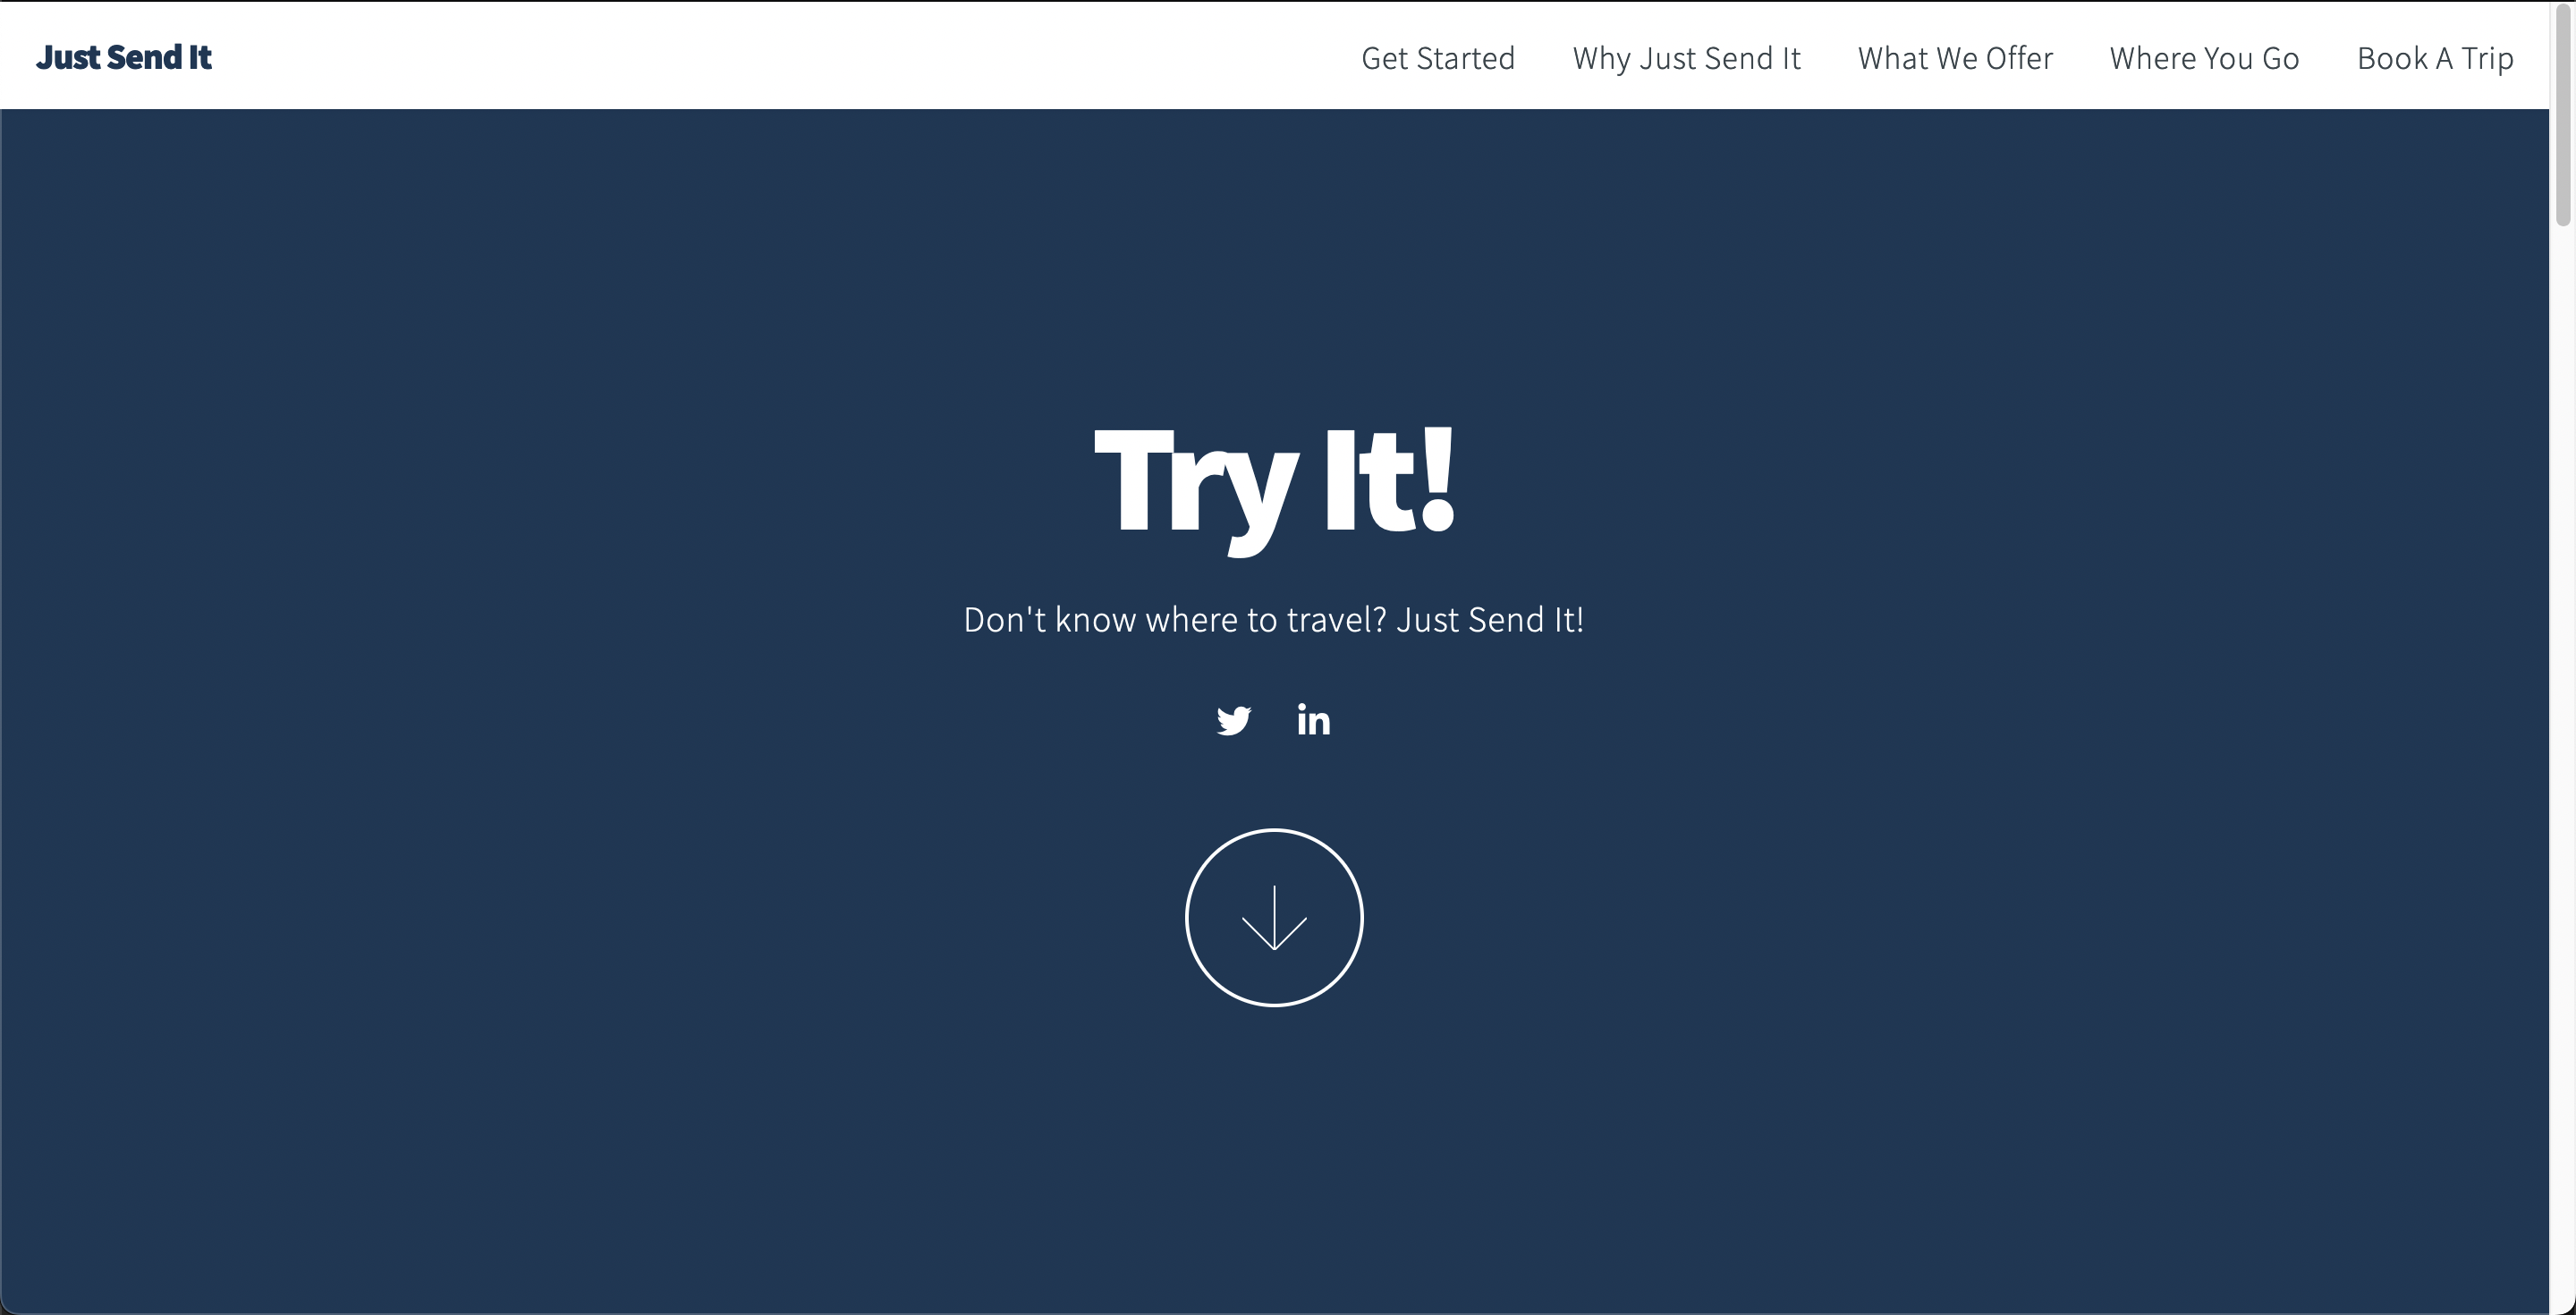 Just Send It
Get Started Why Just Send It What We Offer Where You Go Book A Trip
Try It!
Don't know where to travel? Just Send It!
in